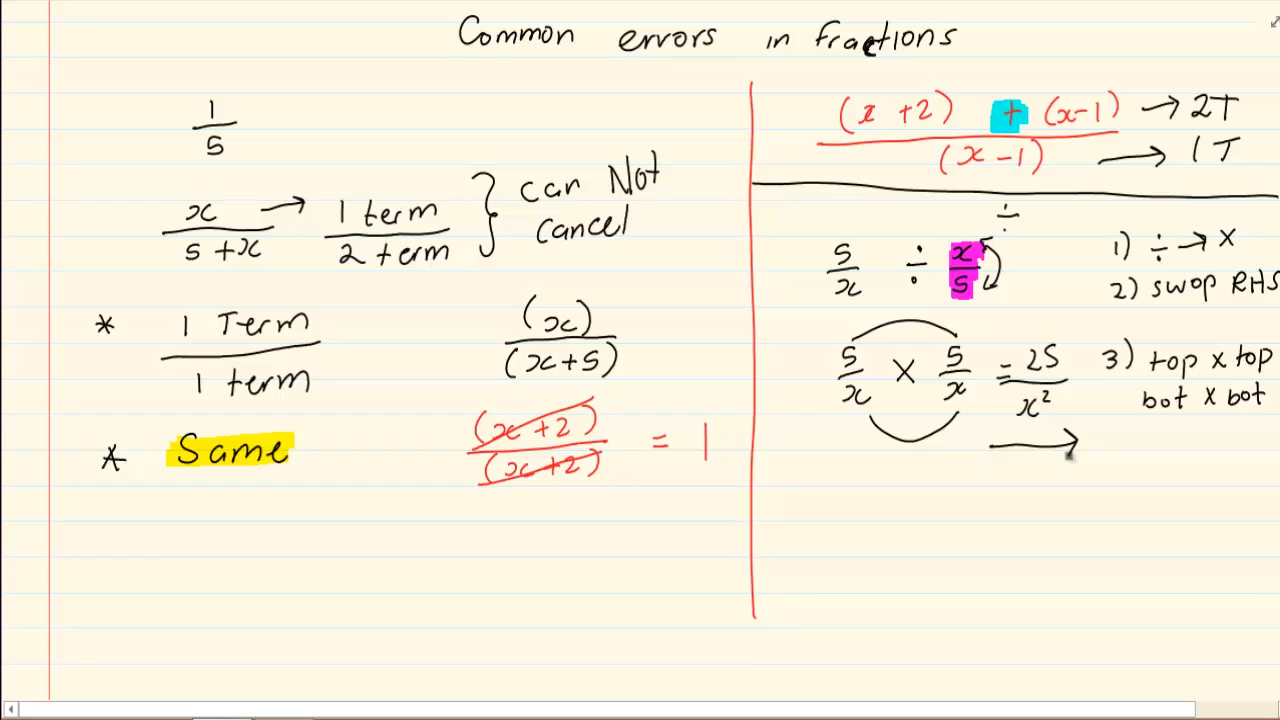 Common errors in fractions
1
5
x → 1 term
5 + x 2 term
} can Not
cancel
* 1 Term
1 term
(x)
(x+5)
* Same
(x+2)
(x+2)
= 1
(x +2) + (x-1) → 2T
(x-1) → 1T
÷
5 ÷ x
x 5
1) ÷ → x
2) swop RHS
5 × 5 = 25
x x x²
3) top x top
bot x bot
→